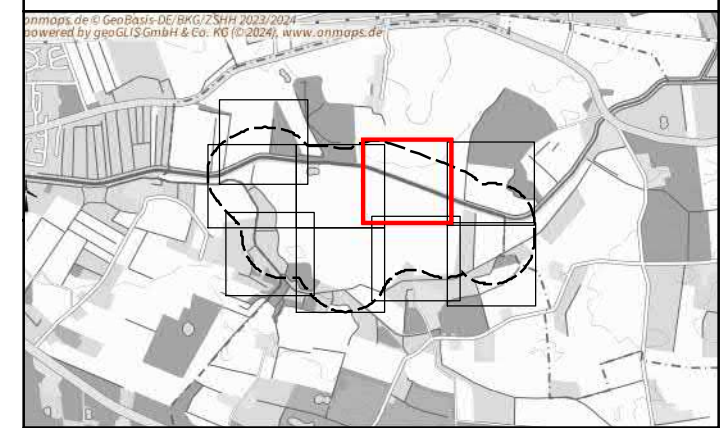 onmaps.de © GeoBasis-DE/BKG/ZSHH 2023/2024
powered by geoGLIS GmbH & Co. KG (©2024), www.onmaps.de